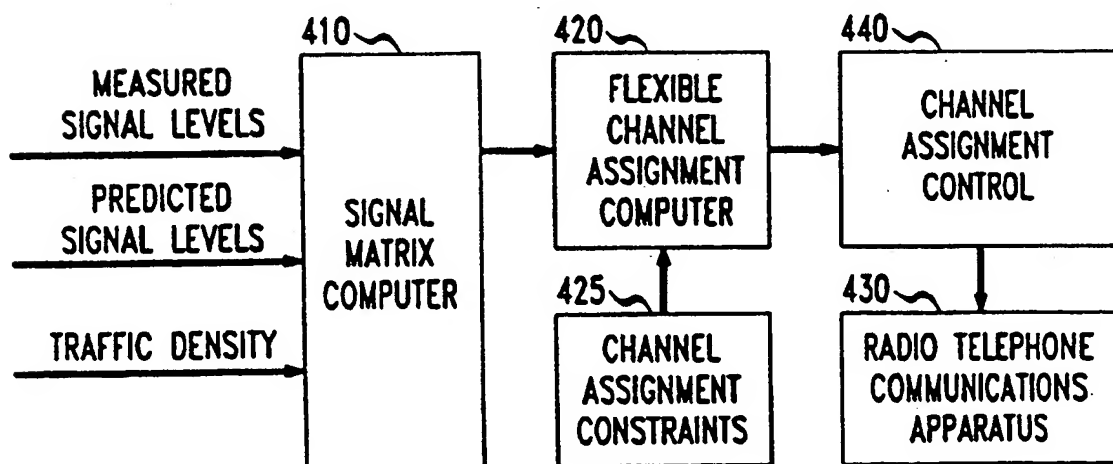 410
420
440
MEASURED
SIGNAL LEVELS
PREDICTED
SIGNAL LEVELS
TRAFFIC DENSITY
SIGNAL
MATRIX
COMPUTER
FLEXIBLE
CHANNEL
ASSIGNMENT
COMPUTER
CHANNEL
ASSIGNMENT
CONTROL
425
430
CHANNEL
ASSIGNMENT
CONSTRAINTS
RADIO TELEPHONE
COMMUNICATIONS
APPARATUS